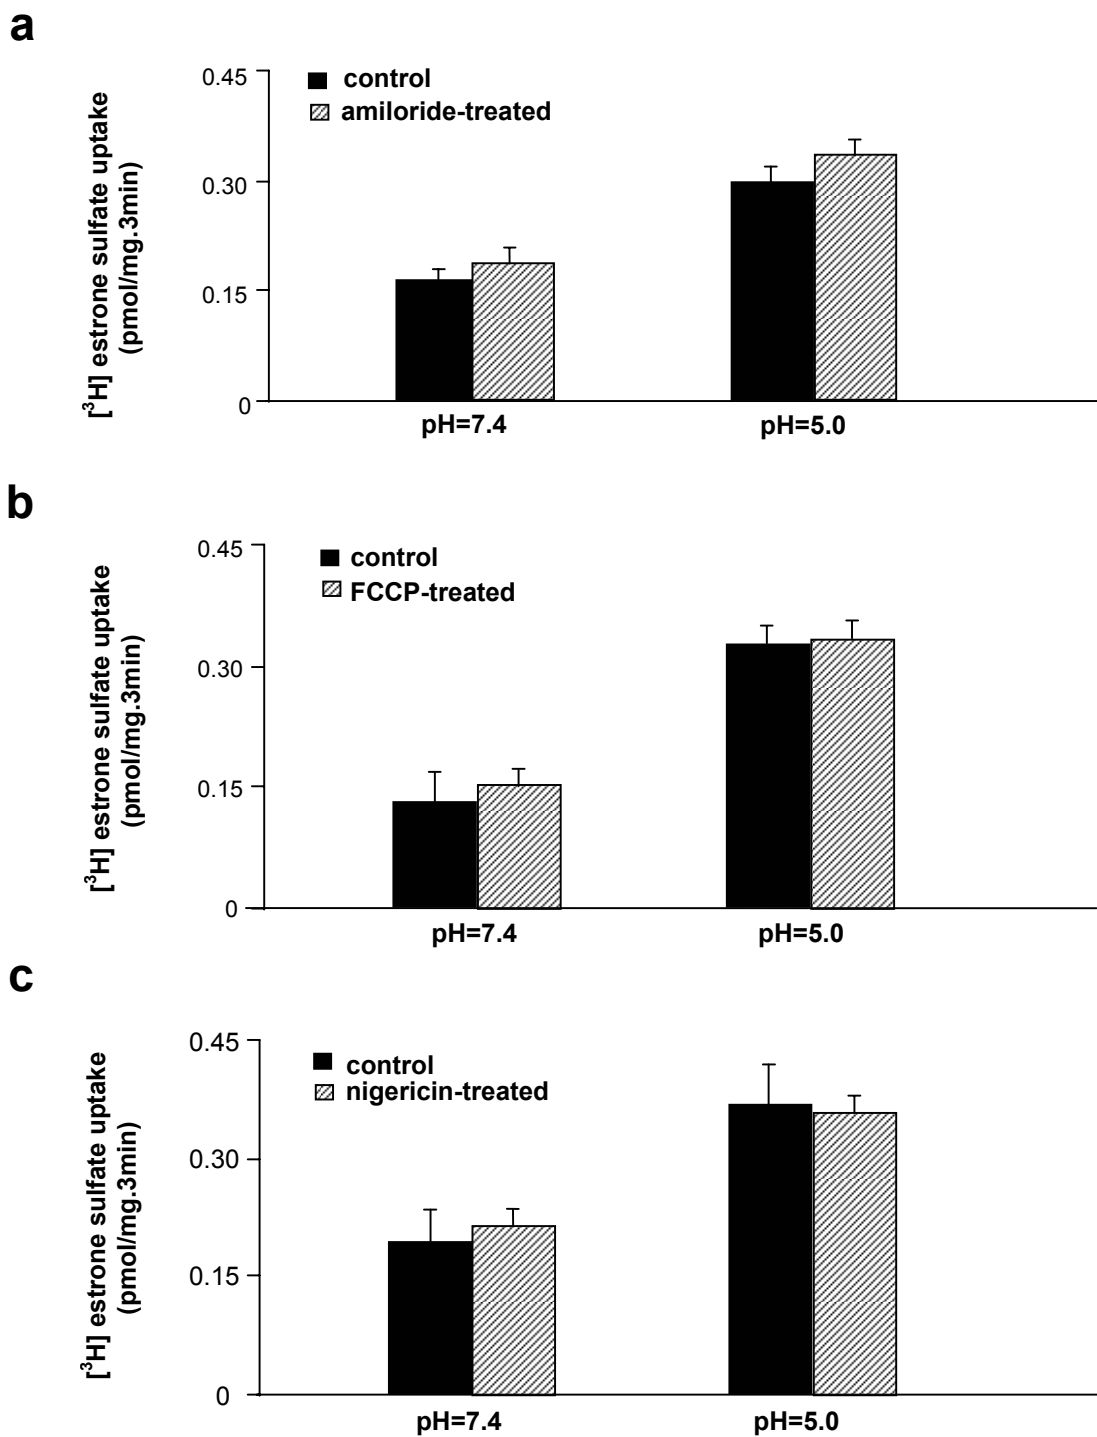 a
[³H] estrone sulfate uptake
(pmol/mg.3min)
0.45
0.30
0.15
0
control
amiloride-treated
pH=7.4
pH=5.0
b
[³H] estrone sulfate uptake
(pmol/mg.3min)
0.45
0.30
0.15
0
control
FCCP-treated
pH=7.4
pH=5.0
c
[³H] estrone sulfate uptake
(pmol/mg.3min)
0.45
0.30
0.15
0
control
nigericin-treated
pH=7.4
pH=5.0